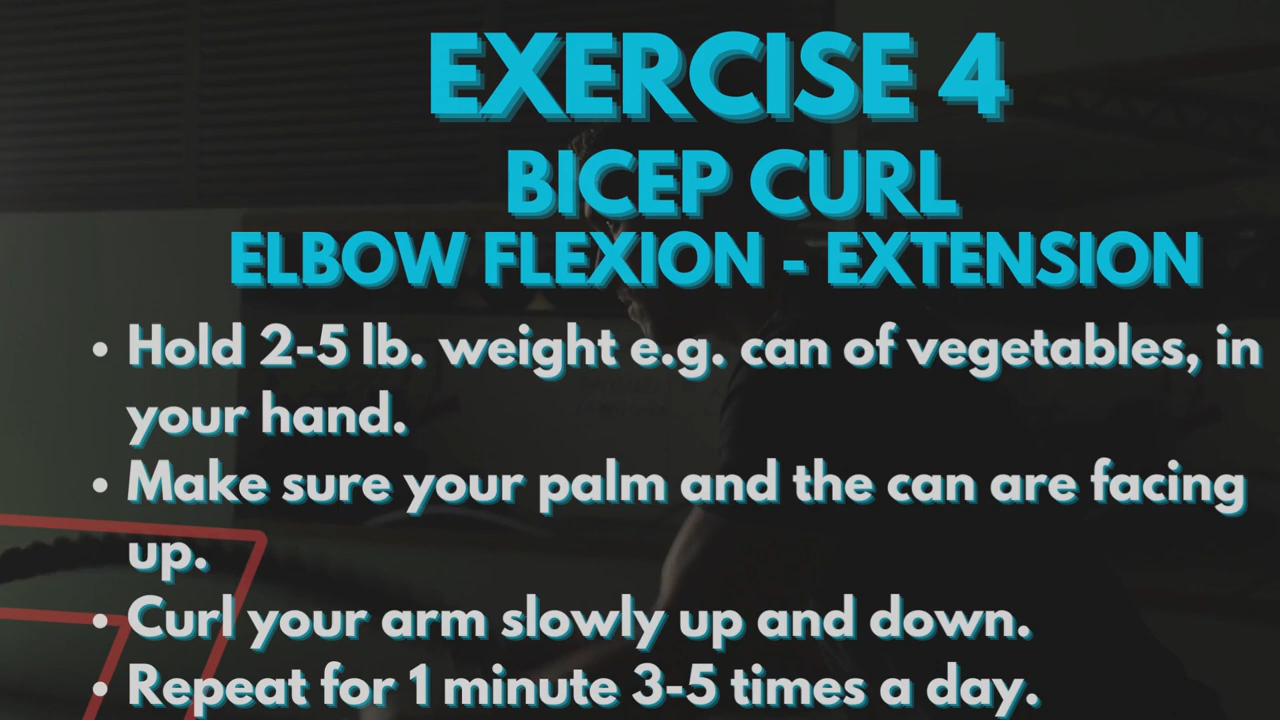 EXERCISE 4
BICEP CURL
ELBOW FLEXION - EXTENSION
• Hold 2-5 lb. weight e.g. can of vegetables, in
your hand.
• Make sure your palm and the can are facing
up.
• Curl your arm slowly up and down.
• Repeat for 1 minute 3-5 times a day.